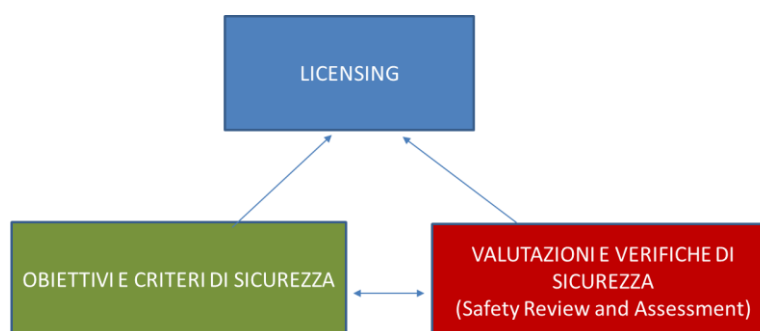 LICENSING
OBIETTIVI E CRITERI DI SICUREZZA
VALUTAZIONI E VERIFICHE DI
SICUREZZA
(Safety Review and Assessment)